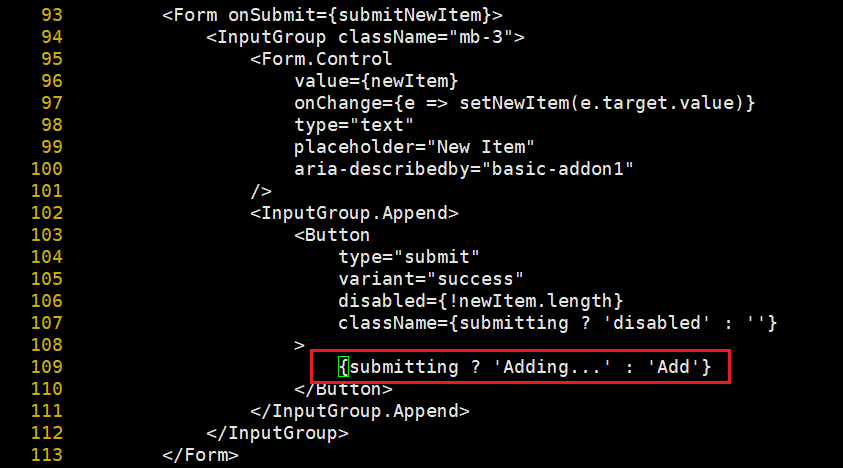 93 <Form onSubmit={submitNewItem}>
94 <InputGroup className="mb-3">
95 <Form.Control
96 value={newItem}
97 onChange={e => setNewItem(e.target.value)}
98 type="text"
99 placeholder="New Item"
100 aria-describedby="basic-addon1"
101 />
102 <InputGroup.Append>
103 <Button
104 type="submit"
105 variant="success"
106 disabled={!newItem.length}
107 className={submitting ? 'disabled' : ''}
108 >
109 {submitting ? 'Adding...' : 'Add'}
110 </Button>
111 </InputGroup.Append>
112 </InputGroup>
113 </Form>